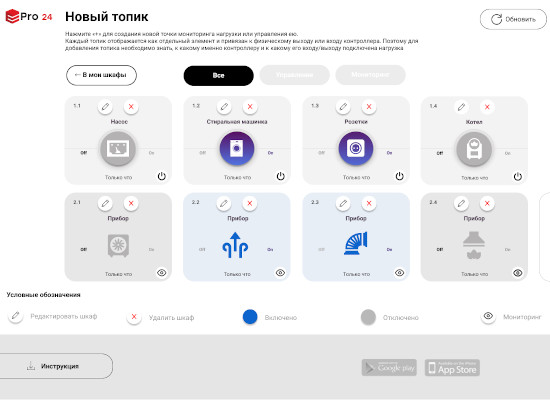 Pro 24
Новый топик
Обновить
Нажмите «+» для создания новой точки мониторинга нагрузки или управления ею.
Каждый топик отображается как отдельный элемент и привязан к физическому выходу или входу контроллера. Поэтому для
добавления топика необходимо знать, к какому именно контроллеру и к какому его входу/выходу подключена нагрузка.
← В мои шкафы
Все
Управление
Мониторинг
1.1
Насос
Off
On
Только что
1.2
Стиральная машинка
Off
On
Только что
1.3
Розетки
Off
On
Только что
1.4
Котел
Off
On
Только что
2.1
Прибор
Off
On
Только что
2.2
Прибор
Off
On
Только что
2.3
Прибор
Off
On
Только что
2.4
Прибор
Off
On
Только что
Условные обозначения
Редактировать шкаф
Удалить шкаф
Включено
Отключено
Мониторинг
Инструкция
Google play
App Store